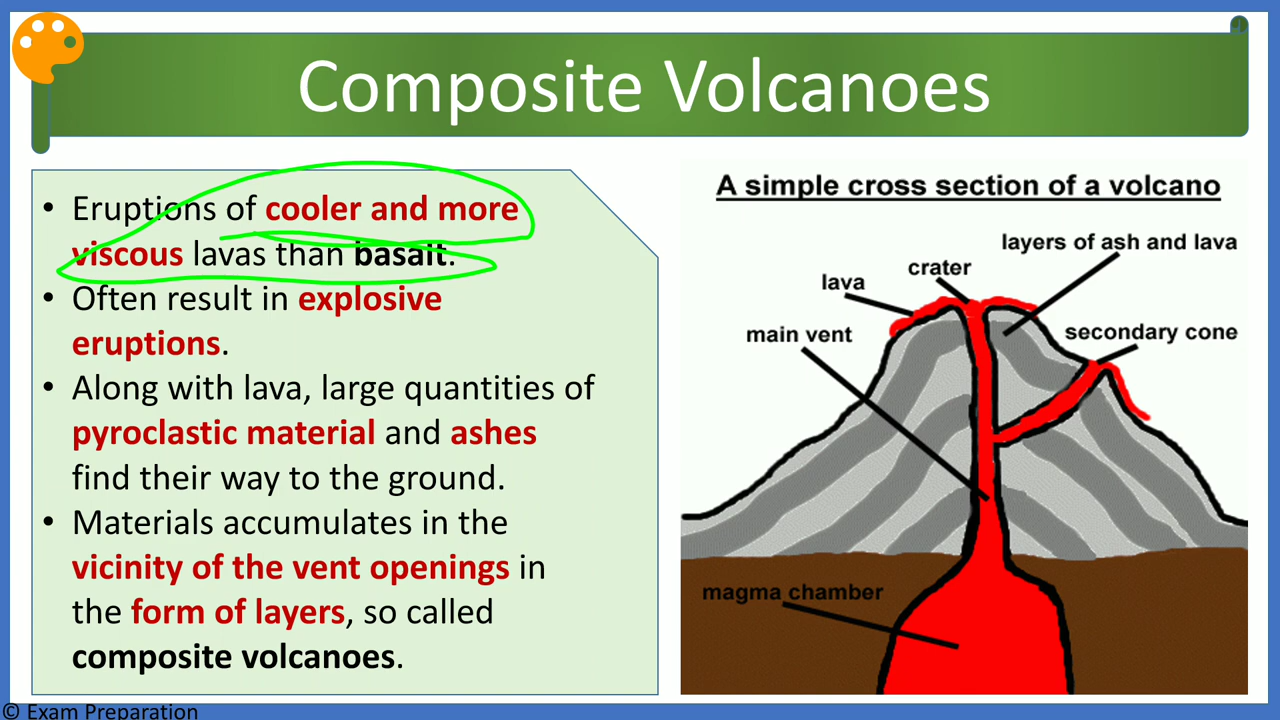 Composite Volcanoes
• Eruptions of cooler and more
viscous lavas than basalt.
• Often result in explosive
eruptions.
• Along with lava, large quantities of
pyroclastic material and ashes
find their way to the ground.
• Materials accumulates in the
vicinity of the vent openings in
the form of layers, so called
composite volcanoes.
A simple cross section of a volcano
layers of ash and lava
crater
lava
main vent
secondary cone
magma chamber
© Exam Preparation